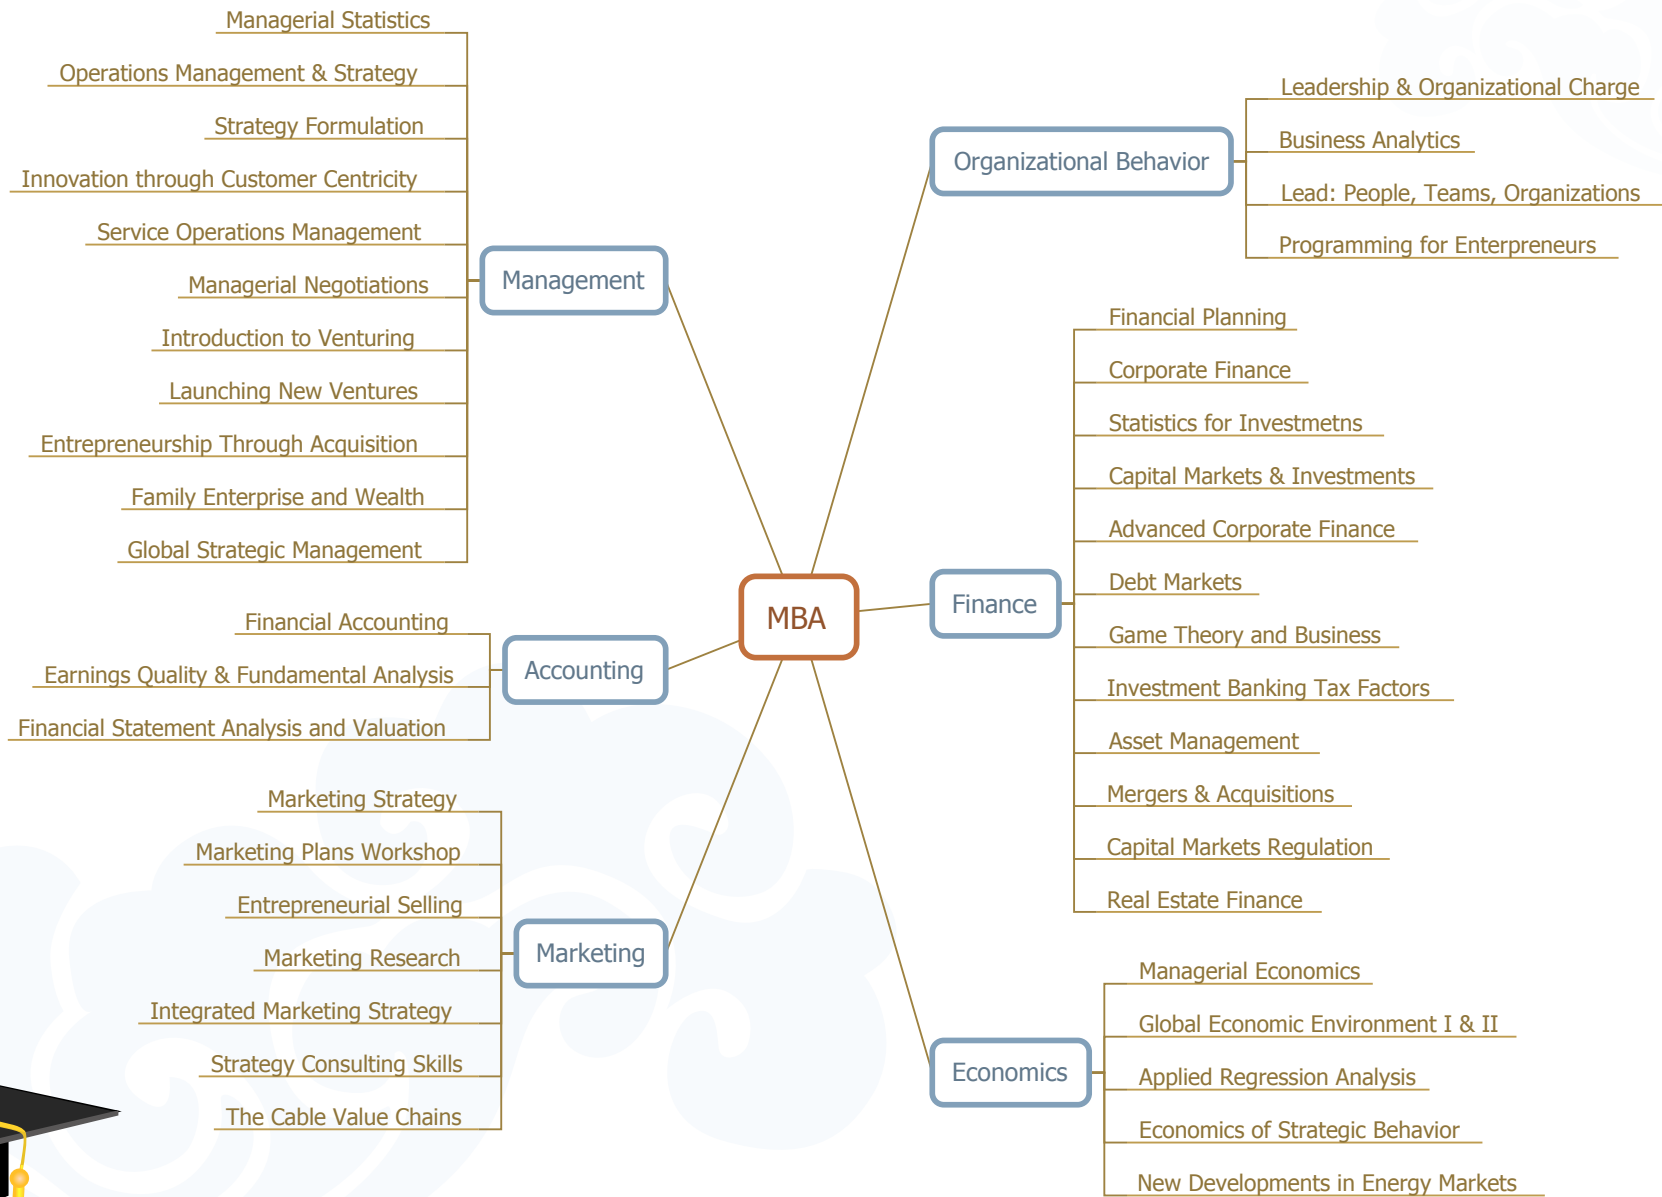 MBA
Management
Managerial Statistics
Operations Management & Strategy
Strategy Formulation
Innovation through Customer Centricity
Service Operations Management
Managerial Negotiations
Introduction to Venturing
Launching New Ventures
Entrepreneurship Through Acquisition
Family Enterprise and Wealth
Global Strategic Management
Accounting
Financial Accounting
Earnings Quality & Fundamental Analysis
Financial Statement Analysis and Valuation
Marketing
Marketing Strategy
Marketing Plans Workshop
Entrepreneurial Selling
Marketing Research
Integrated Marketing Strategy
Strategy Consulting Skills
The Cable Value Chains
Organizational Behavior
Leadership & Organizational Charge
Business Analytics
Lead: People, Teams, Organizations
Programming for Enterpreneurs
Finance
Financial Planning
Corporate Finance
Statistics for Investmetns
Capital Markets & Investments
Advanced Corporate Finance
Debt Markets
Game Theory and Business
Investment Banking Tax Factors
Asset Management
Mergers & Acquisitions
Capital Markets Regulation
Real Estate Finance
Economics
Managerial Economics
Global Economic Environment I & II
Applied Regression Analysis
Economics of Strategic Behavior
New Developments in Energy Markets